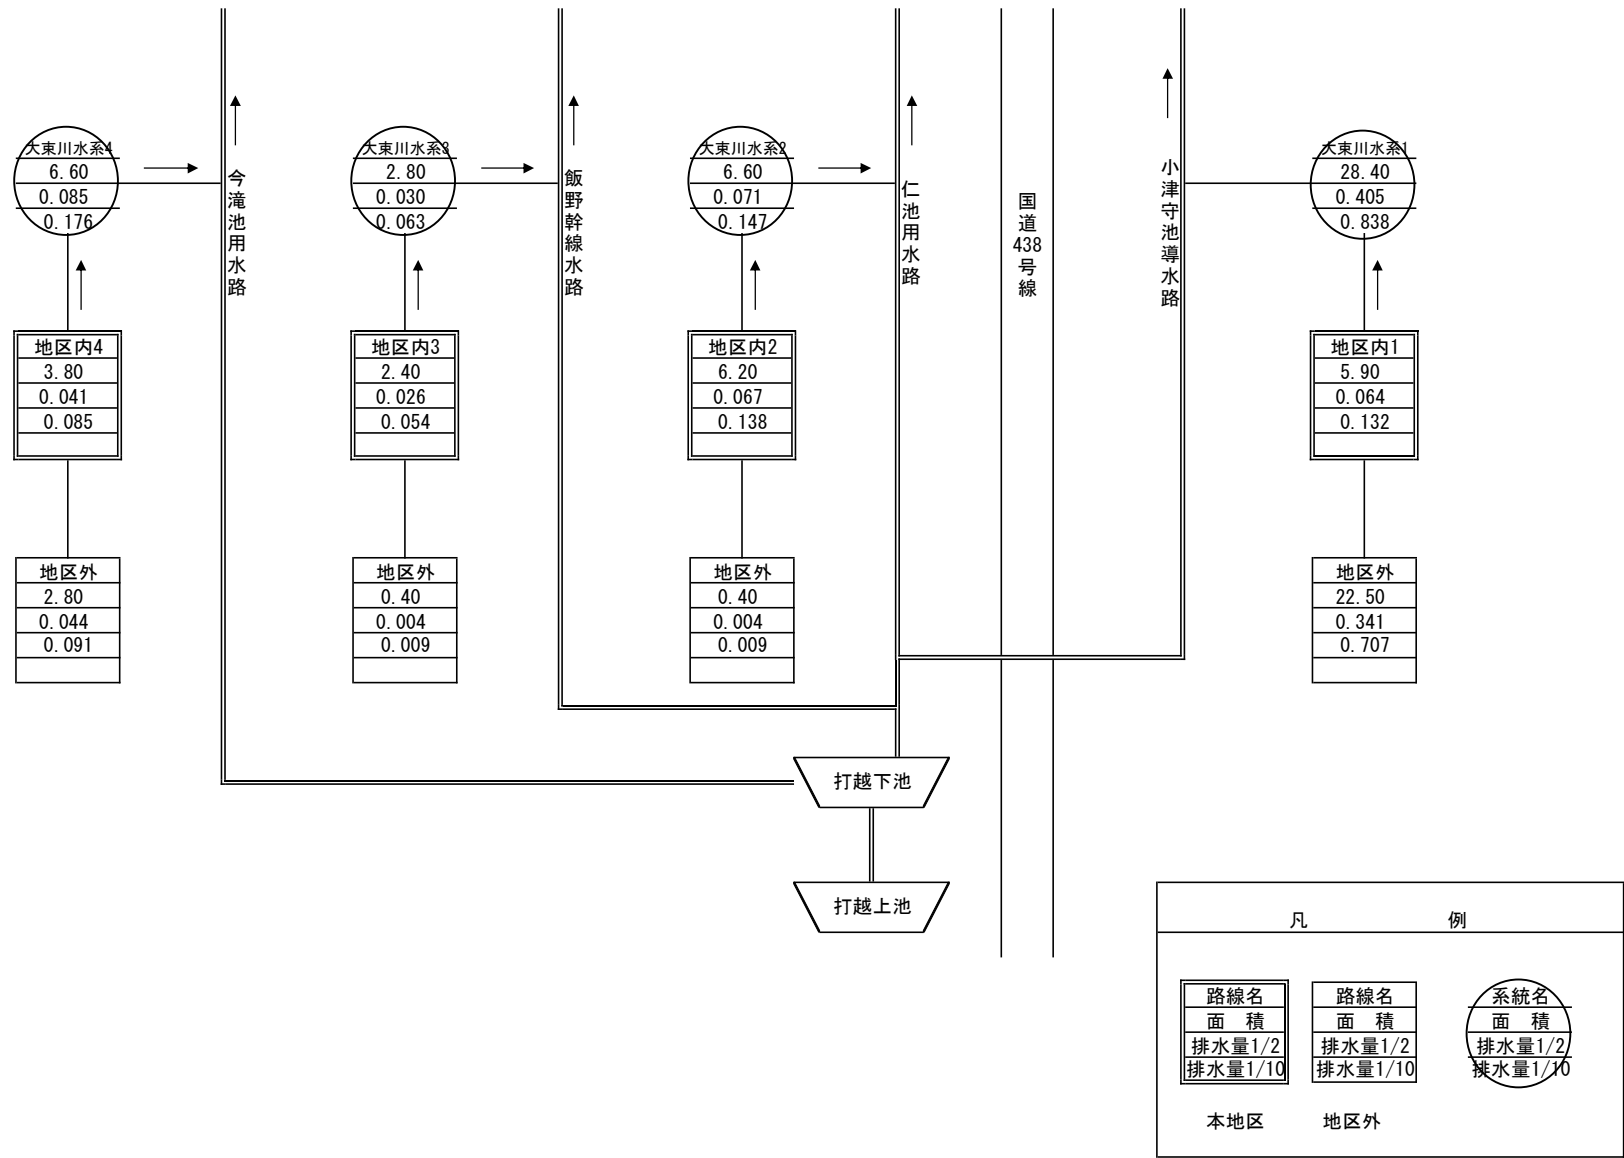 大東川水系4
6.60
0.085
0.176
今滝池用水路
大東川水系3
2.80
0.030
0.063
飯野幹線水路
大東川水系2
6.60
0.071
0.147
仁池用水路
国道438号線
小津守池導水路
大東川水系1
28.40
0.405
0.838
地区内4
3.80
0.041
0.085
地区内3
2.40
0.026
0.054
地区内2
6.20
0.067
0.138
地区内1
5.90
0.064
0.132
地区外
2.80
0.044
0.091
地区外
0.40
0.004
0.009
地区外
0.40
0.004
0.009
地区外
22.50
0.341
0.707
打越下池
打越上池
凡 例
路線名
面 積
排水量1/2
排水量1/10
本地区
路線名
面 積
排水量1/2
排水量1/10
地区外
系統名
面 積
排水量1/2
排水量1/10